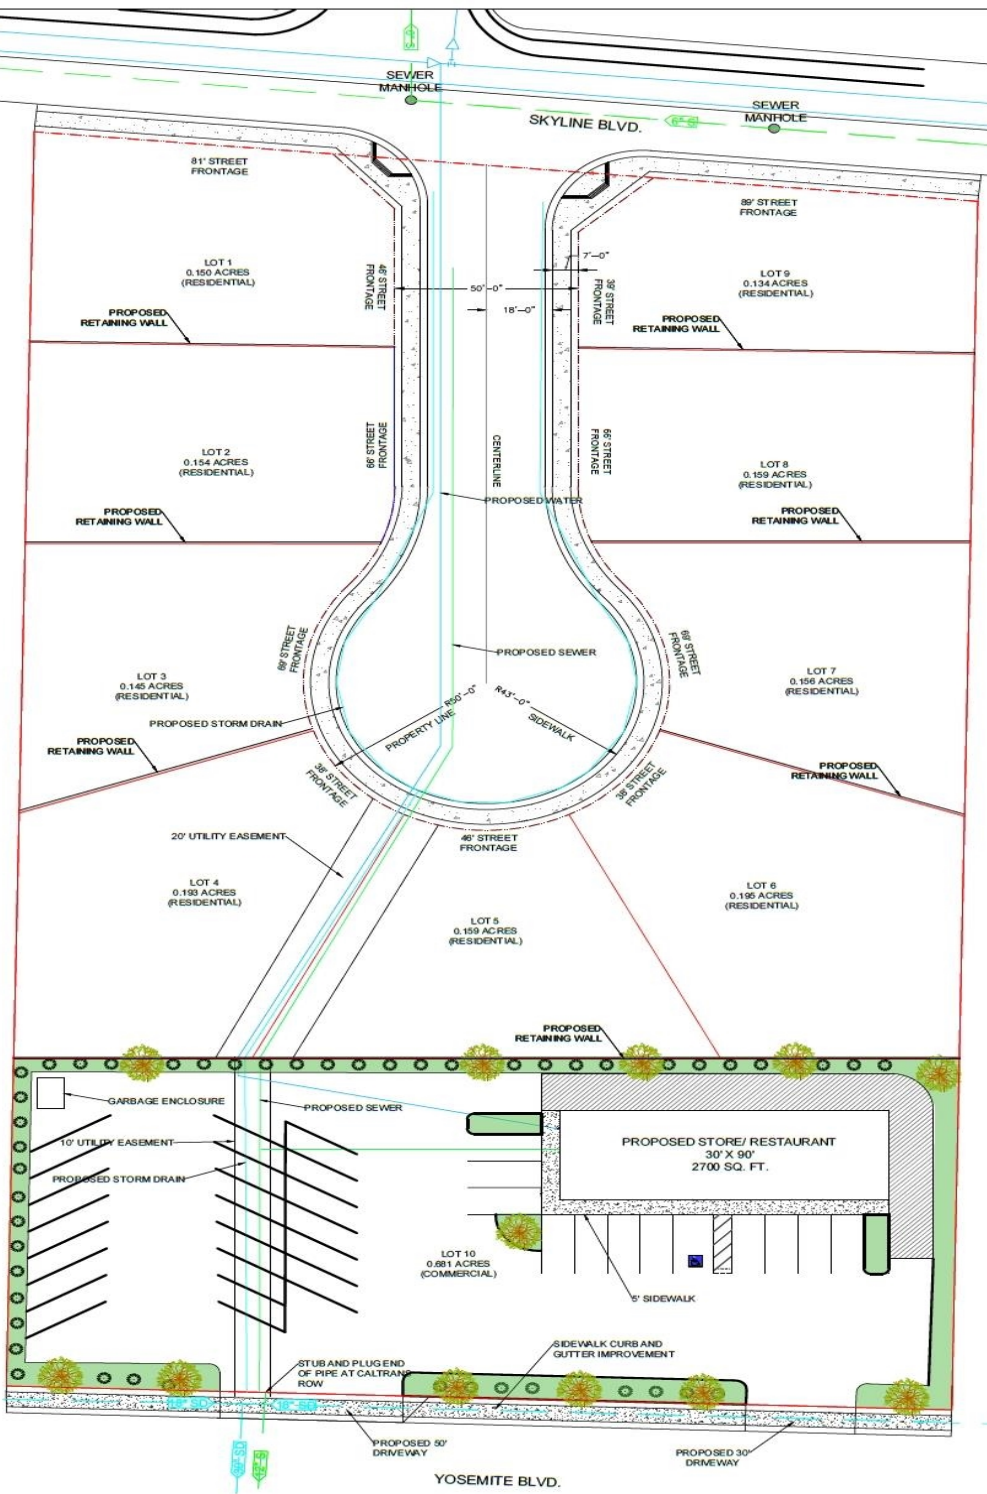 SEWER
MANHOLE
SKYLINE BLVD.
6" S
SEWER
MANHOLE
81' STREET
FRONTAGE
89' STREET
FRONTAGE
LOT 1
0.150 ACRES
(RESIDENTIAL)
46' STREET
FRONTAGE
7'-0"
50'-0"
18'-0"
39' STREET
FRONTAGE
LOT 9
0.134 ACRES
(RESIDENTIAL)
PROPOSED
RETAINING WALL
PROPOSED
RETAINING WALL
LOT 2
0.154 ACRES
(RESIDENTIAL)
66' STREET
FRONTAGE
CENTERLINE
66' STREET
FRONTAGE
LOT 8
0.159 ACRES
(RESIDENTIAL)
PROPOSED WATER
PROPOSED
RETAINING WALL
PROPOSED
RETAINING WALL
69' STREET
FRONTAGE
PROPOSED SEWER
69' STREET
FRONTAGE
LOT 3
0.145 ACRES
(RESIDENTIAL)
LOT 7
0.156 ACRES
(RESIDENTIAL)
R50'-0"
PROPERTY LINE
R43'-0"
SIDEWALK
PROPOSED STORM DRAIN
PROPOSED
RETAINING WALL
38' STREET
FRONTAGE
38' STREET
FRONTAGE
PROPOSED
RETAINING WALL
20' UTILITY EASEMENT
46' STREET
FRONTAGE
LOT 4
0.193 ACRES
(RESIDENTIAL)
LOT 5
0.159 ACRES
(RESIDENTIAL)
LOT 6
0.195 ACRES
(RESIDENTIAL)
PROPOSED
RETAINING WALL
GARBAGE ENCLOSURE
PROPOSED SEWER
10' UTILITY EASEMENT
PROPOSED STORM DRAIN
PROPOSED STORE/ RESTAURANT
30' X 90'
2700 SQ. FT.
LOT 10
0.681 ACRES
(COMMERCIAL)
5' SIDEWALK
STUB AND PLUG END
OF PIPE AT CALTRANS
ROW
SIDEWALK CURB AND
GUTTER IMPROVEMENT
18" SD
18" SD
PROPOSED 50'
DRIVEWAY
PROPOSED 30'
DRIVEWAY
YOSEMITE BLVD.